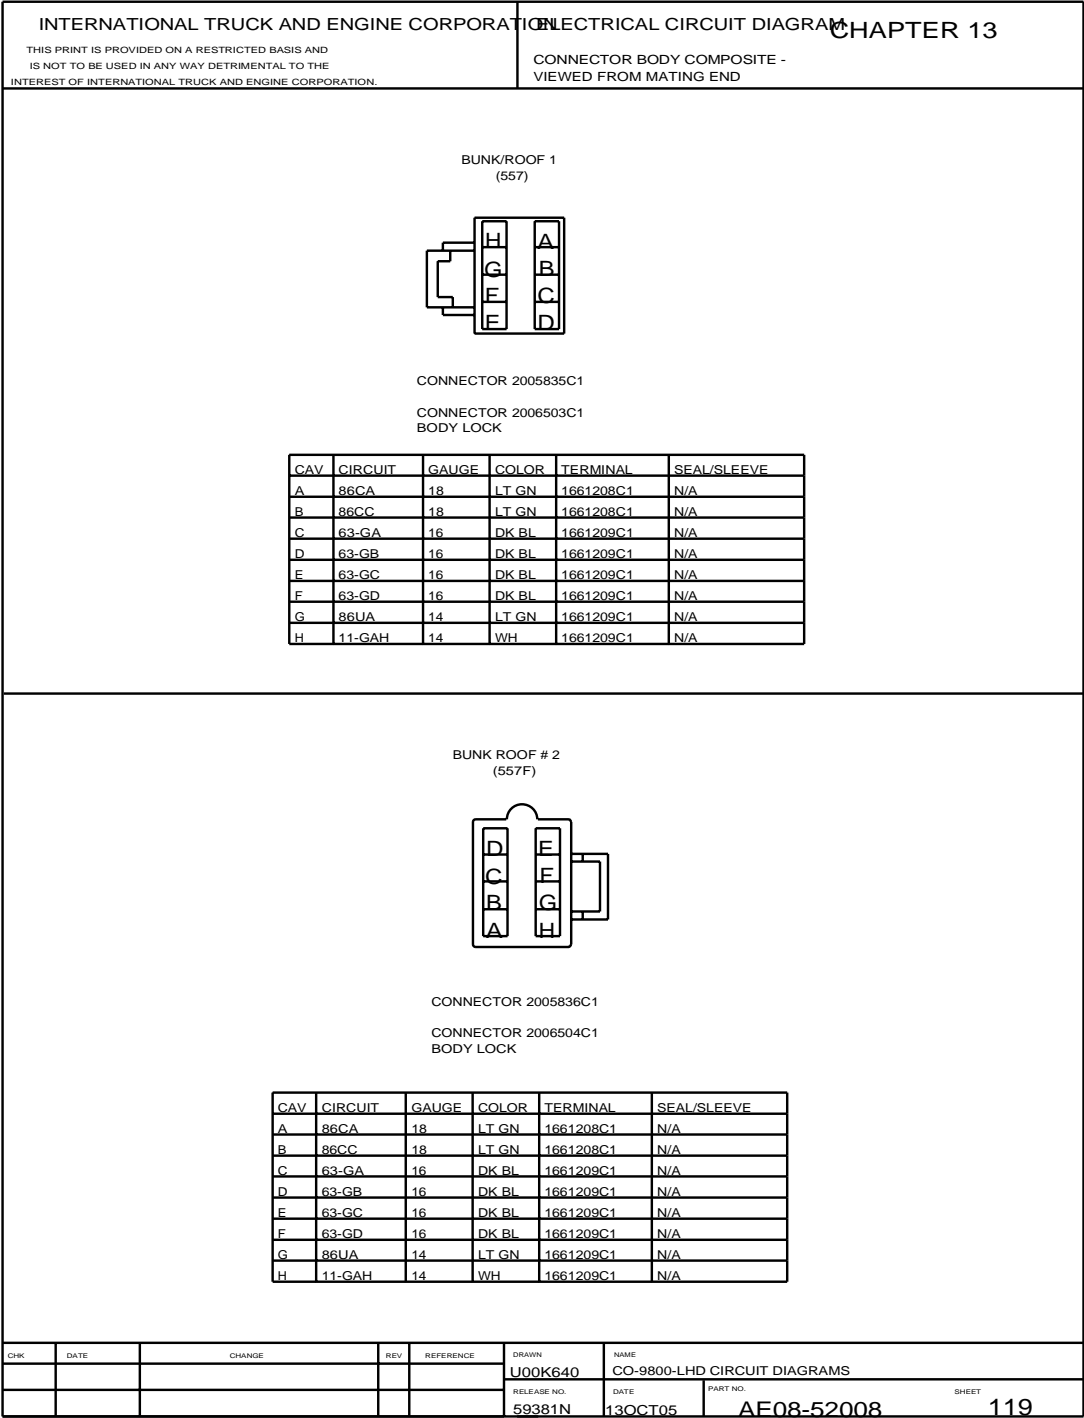 INTERNATIONAL TRUCK AND ENGINE CORPORATION
THIS PRINT IS PROVIDED ON A RESTRICTED BASIS AND
IS NOT TO BE USED IN ANY WAY DETRIMENTAL TO THE
INTEREST OF INTERNATIONAL TRUCK AND ENGINE CORPORATION.
ELECTRICAL CIRCUIT DIAGRAM
CHAPTER 13
CONNECTOR BODY COMPOSITE -
VIEWED FROM MATING END
BUNK/ROOF 1
(557)
H A
G B
F C
E D
CONNECTOR 2005835C1
CONNECTOR 2006503C1
BODY LOCK
CAV CIRCUIT GAUGE COLOR TERMINAL SEAL/SLEEVE
A 86CA 18 LT GN 1661208C1 N/A
B 86CC 18 LT GN 1661208C1 N/A
C 63-GA 16 DK BL 1661209C1 N/A
D 63-GB 16 DK BL 1661209C1 N/A
E 63-GC 16 DK BL 1661209C1 N/A
F 63-GD 16 DK BL 1661209C1 N/A
G 86UA 14 LT GN 1661209C1 N/A
H 11-GAH 14 WH 1661209C1 N/A
BUNK ROOF # 2
(557F)
D E
C F
B G
A H
CONNECTOR 2005836C1
CONNECTOR 2006504C1
BODY LOCK
CAV CIRCUIT GAUGE COLOR TERMINAL SEAL/SLEEVE
A 86CA 18 LT GN 1661208C1 N/A
B 86CC 18 LT GN 1661208C1 N/A
C 63-GA 16 DK BL 1661209C1 N/A
D 63-GB 16 DK BL 1661209C1 N/A
E 63-GC 16 DK BL 1661209C1 N/A
F 63-GD 16 DK BL 1661209C1 N/A
G 86UA 14 LT GN 1661209C1 N/A
H 11-GAH 14 WH 1661209C1 N/A
CHK DATE CHANGE REV REFERENCE DRAWN NAME
U00K640 CO-9800-LHD CIRCUIT DIAGRAMS
RELEASE NO. DATE PART NO. SHEET
59381N 13OCT05 AE08-52008 119